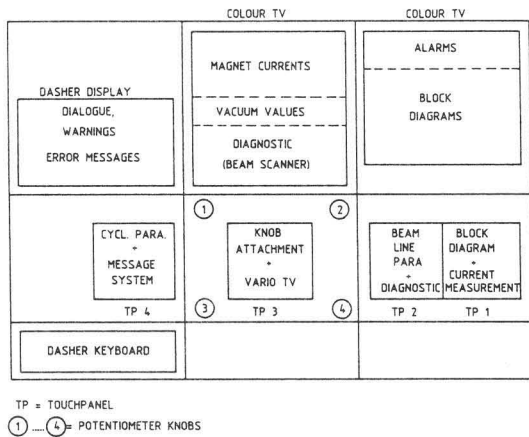 COLOUR TV
COLOUR TV
DASHER DISPLAY
DIALOGUE,
WARNINGS
ERROR MESSAGES
MAGNET CURRENTS
VACUUM VALUES
DIAGNOSTIC
(BEAM SCANNER)
ALARMS
BLOCK
DIAGRAMS
CYCL. PARA.
+
MESSAGE
SYSTEM
TP 4
1
2
3
4
KNOB
ATTACHMENT
+
VARIO TV
TP 3
BEAM
LINE
PARA
+
DIAGNOSTIC
TP 2
BLOCK
DIAGRAM
+
CURRENT
MEASUREMENT
TP 1
DASHER KEYBOARD
TP = TOUCHPANEL
1 ..... 4 = POTENTIOMETER KNOBS